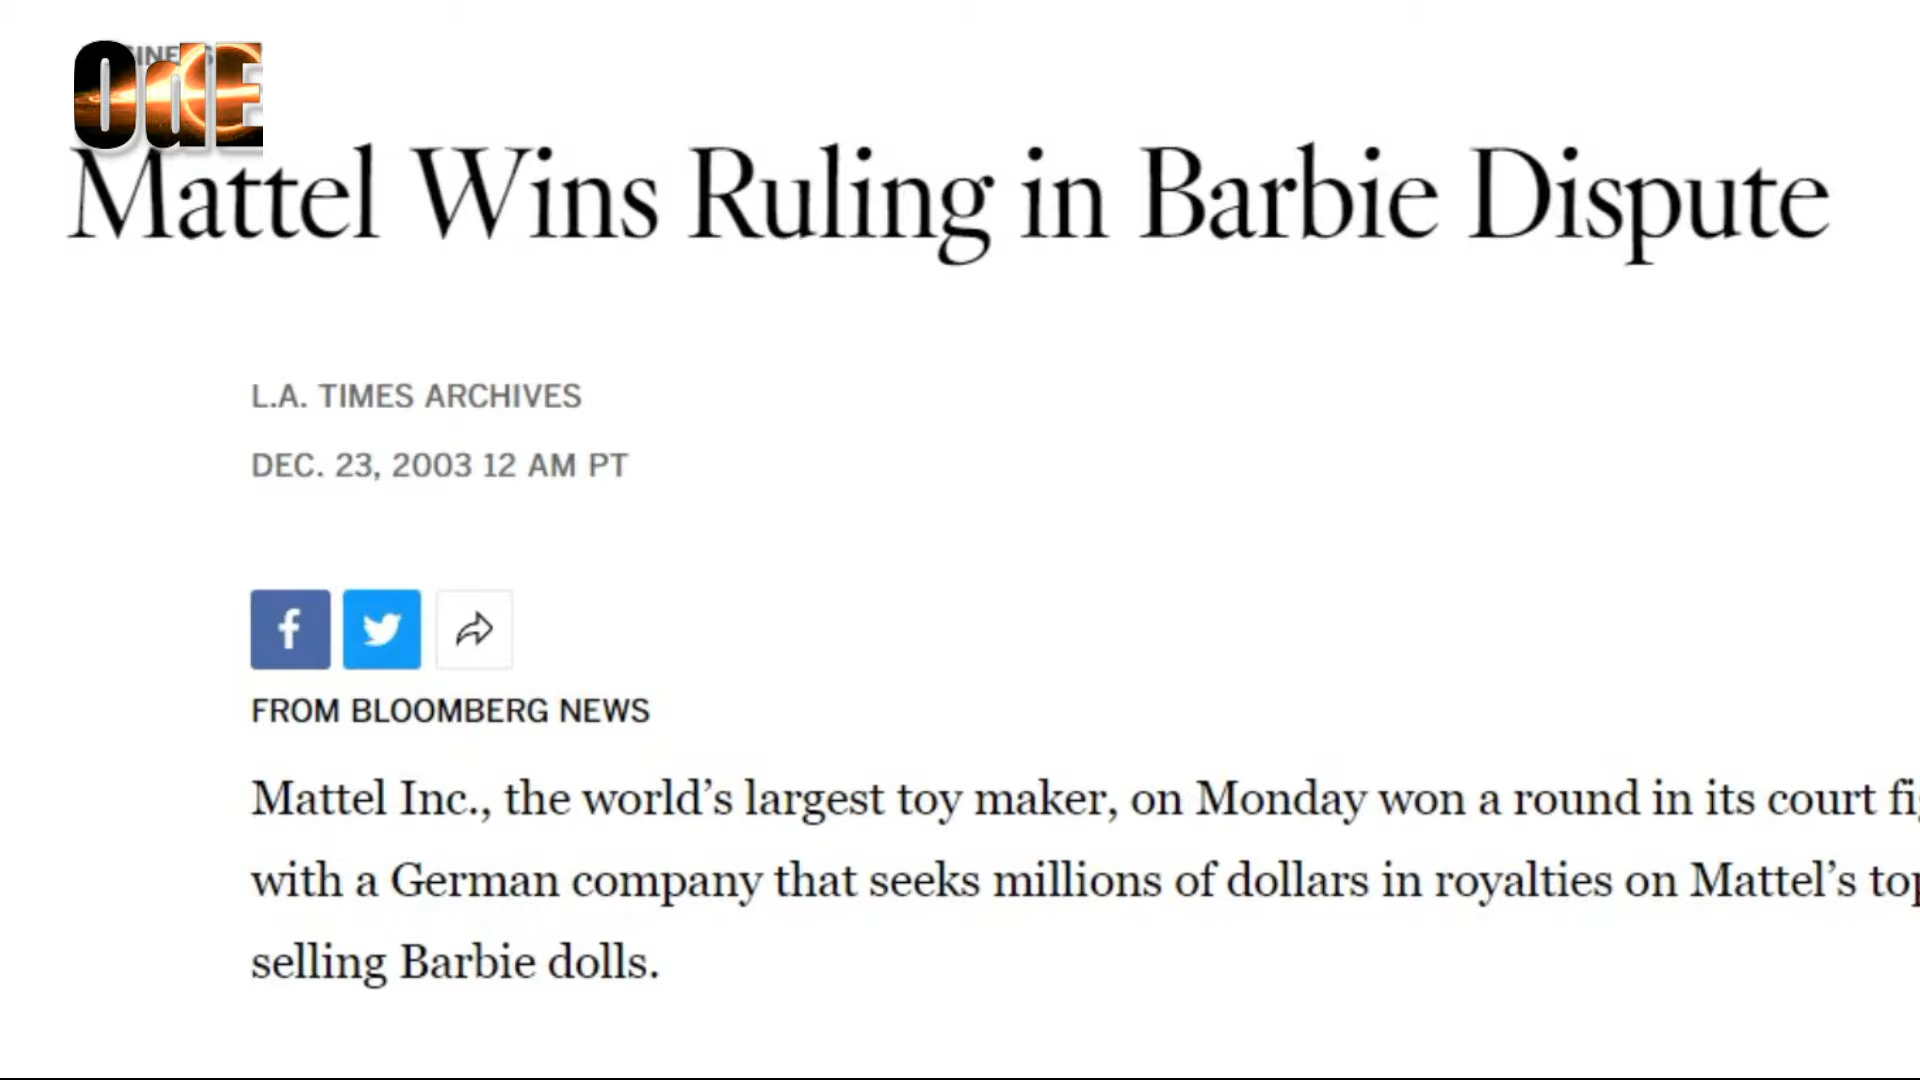 OdE
Mattel Wins Ruling in Barbie Dispute
L.A. TIMES ARCHIVES
DEC. 23, 2003 12 AM PT
FROM BLOOMBERG NEWS
Mattel Inc., the world’s largest toy maker, on Monday won a round in its court
with a German company that seeks millions of dollars in royalties on Mattel’s
selling Barbie dolls.